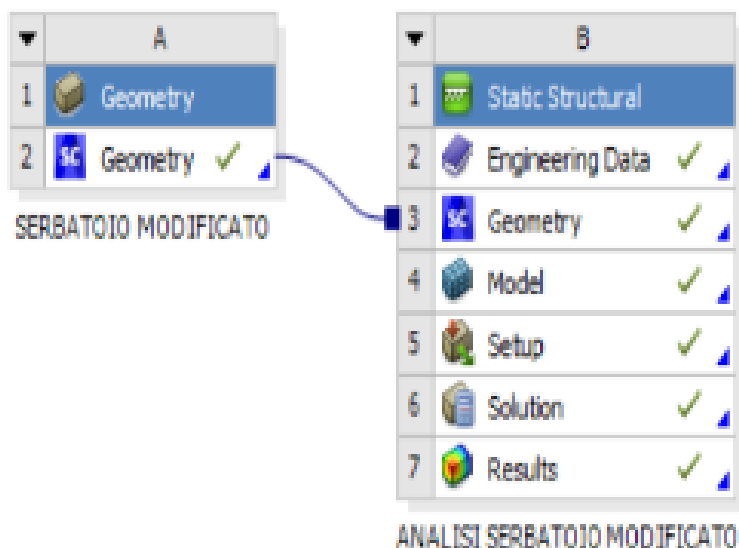 A
1 Geometry
2 SC Geometry
SERBATOIO MODIFICATO
B
1 Static Structural
2 Engineering Data
3 SC Geometry
4 Model
5 Setup
6 Solution
7 Results
ANALISI SERBATOIO MODIFICATO